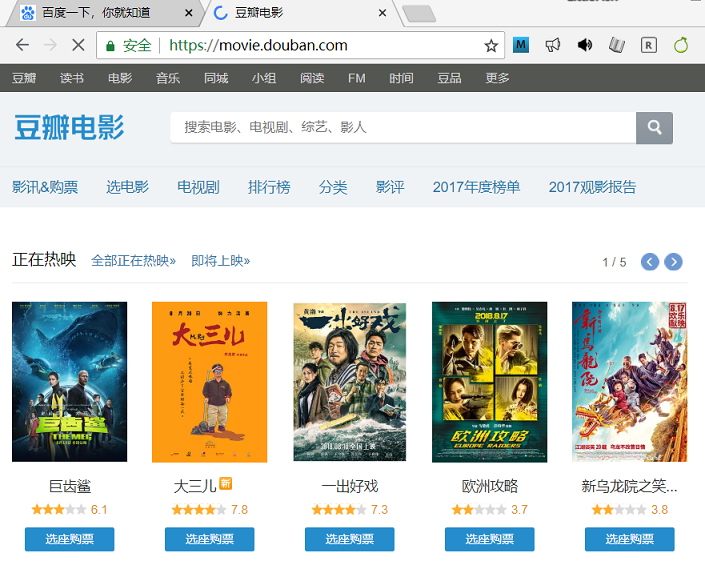 百度一下，你就知道
豆瓣电影
安全 https://movie.douban.com
豆瓣 读书 电影 音乐 同城 小组 阅读 FM 时间 豆品 更多
豆瓣电影
搜索电影、电视剧、综艺、影人
影讯&购票 选电影 电视剧 排行榜 分类 影评 2017年度榜单 2017观影报告
正在热映 全部正在热映» 即将上映» 1 / 5
巨齿鲨
THEMEG
大三儿
一出好戏
2018.8.17
欧洲攻略
EUROPE RAIDERS
8.17
新乌龙院
巨齿鲨 大三儿 新 一出好戏 欧洲攻略 新乌龙院之笑...
6.1 7.8 7.3 3.7 3.8
选座购票 选座购票 选座购票 选座购票 选座购票